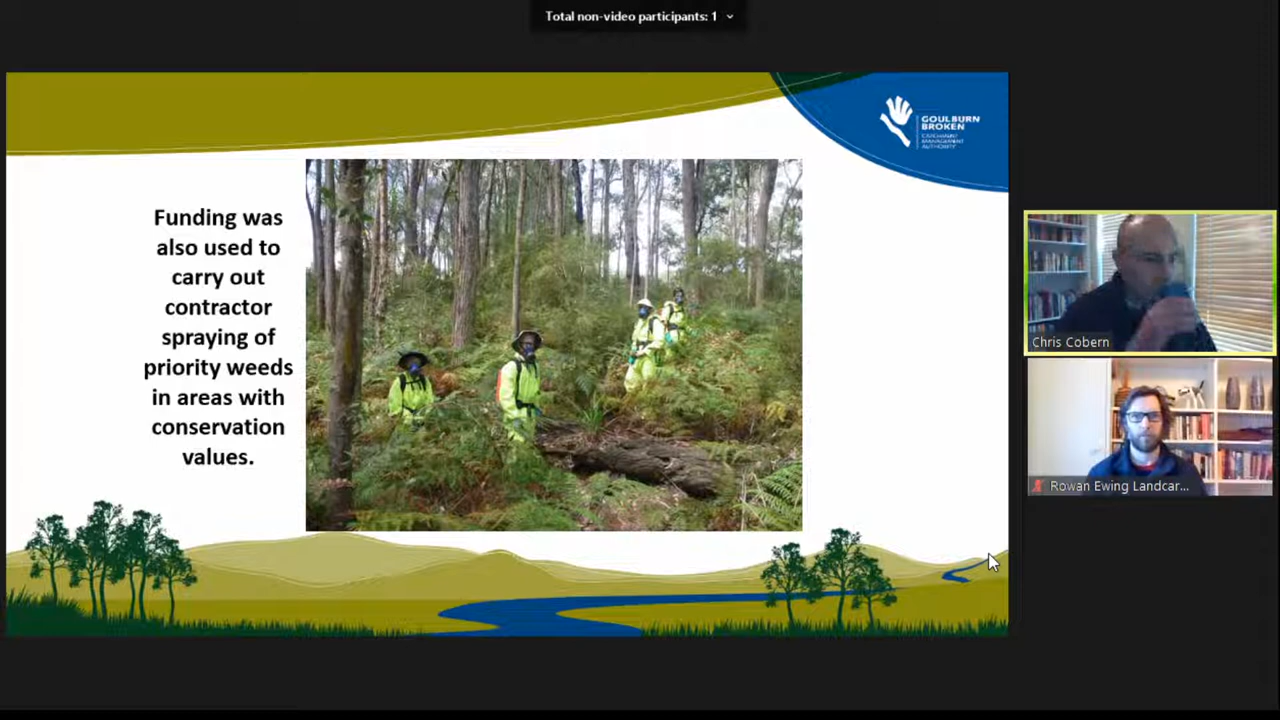 Total non-video participants: 1
GOULBURN
BROKEN
CATCHMENT
MANAGEMENT
AUTHORITY
Funding was
also used to
carry out
contractor
spraying of
priority weeds
in areas with
conservation
values.
Chris Cobern
Rowan Ewing Landcar...